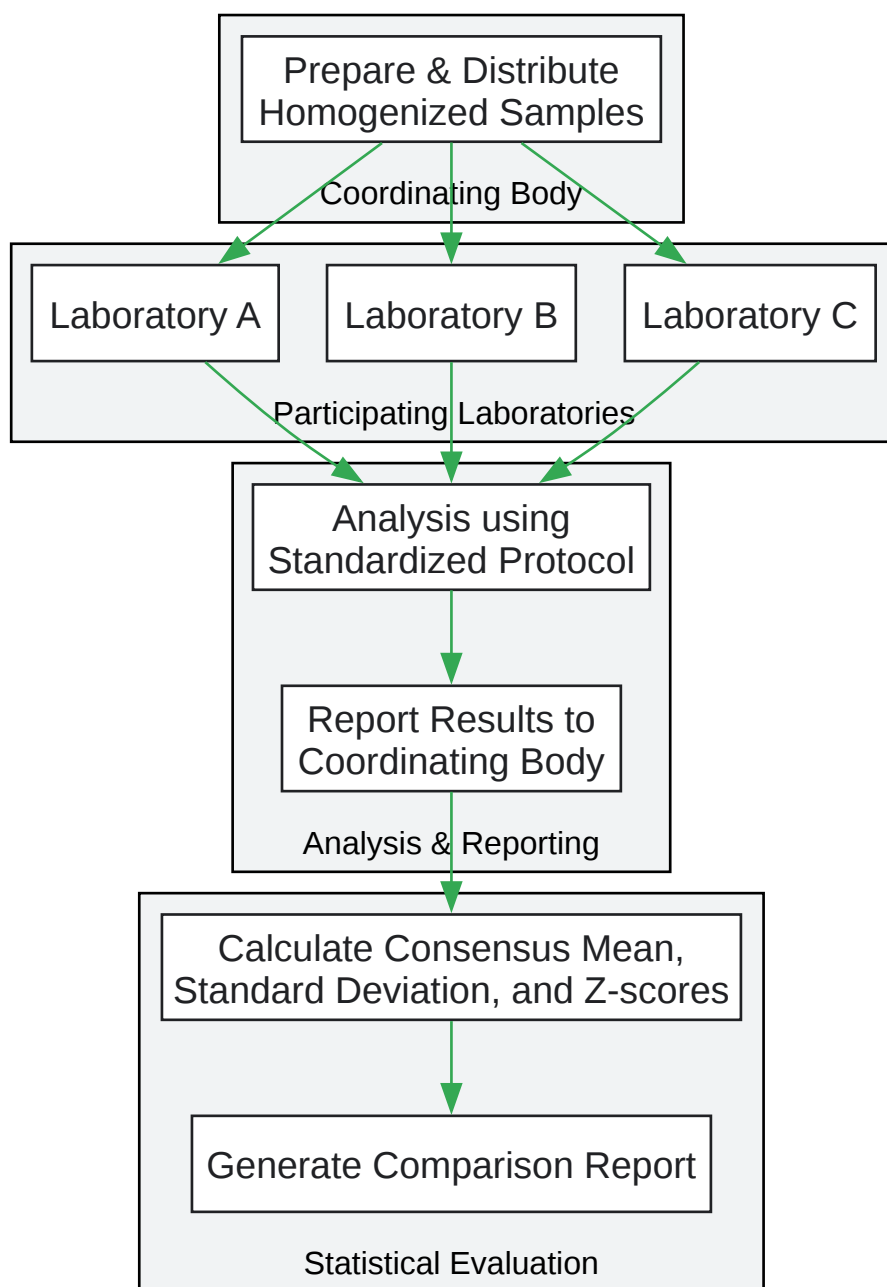 Prepare & Distribute
Homogenized Samples
Coordinating Body
Laboratory A
Laboratory B
Laboratory C
Participating Laboratories
Analysis using
Standardized Protocol
Report Results to
Coordinating Body
Analysis & Reporting
Calculate Consensus Mean,
Standard Deviation, and Z-scores
Generate Comparison Report
Statistical Evaluation